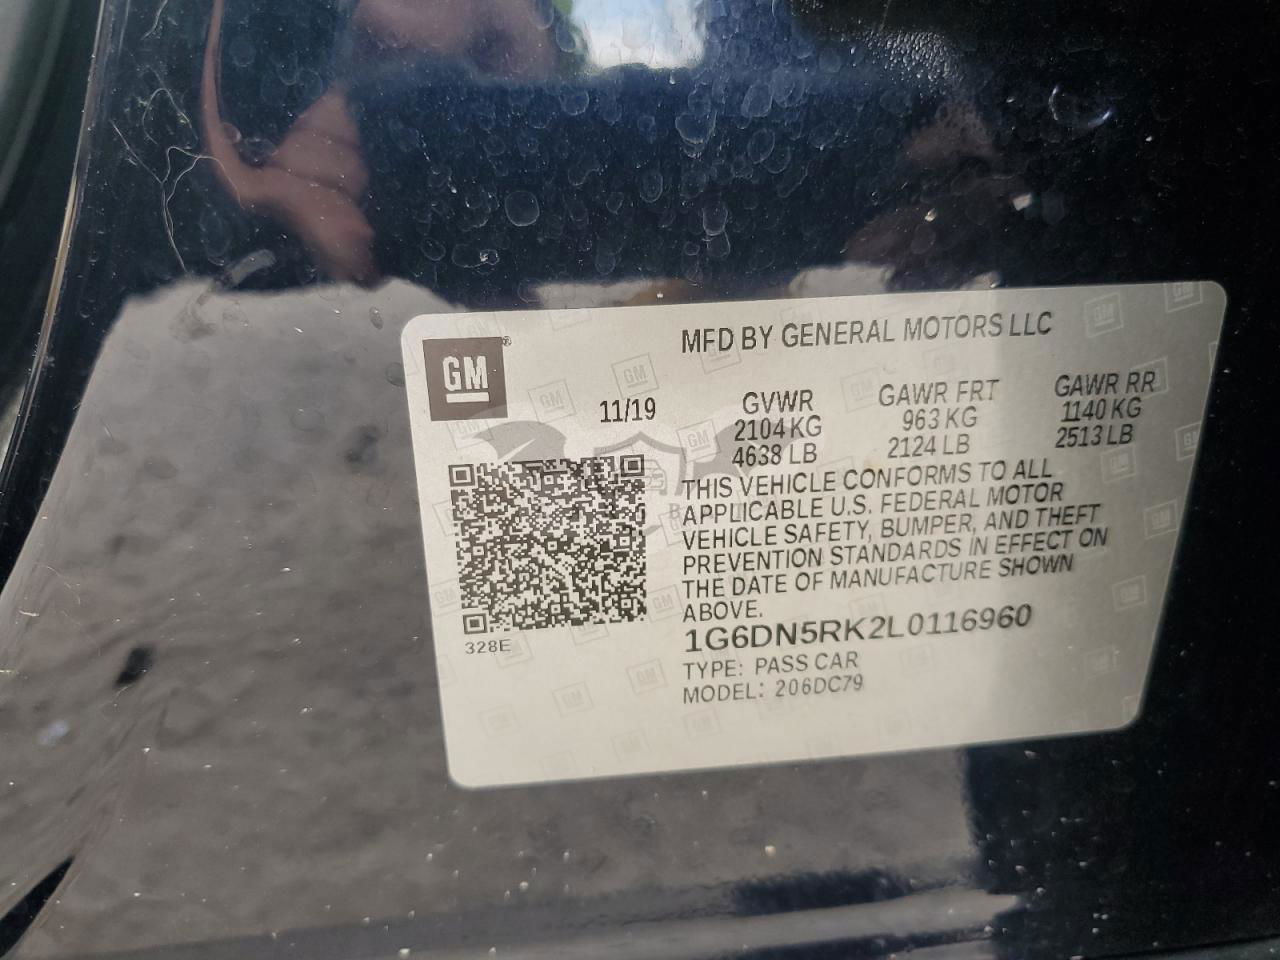 GM
MFD BY GENERAL MOTORS LLC
11/19
GVWR
2104 KG
4638 LB
GAWR FRT
963 KG
2124 LB
GAWR RR
1140 KG
2513 LB
THIS VEHICLE CONFORMS TO ALL
APPLICABLE U.S. FEDERAL MOTOR
VEHICLE SAFETY, BUMPER, AND THEFT
PREVENTION STANDARDS IN EFFECT ON
THE DATE OF MANUFACTURE SHOWN
ABOVE.
328E
1G6DN5RK2L0116960
TYPE: PASS CAR
MODEL: 206DC79